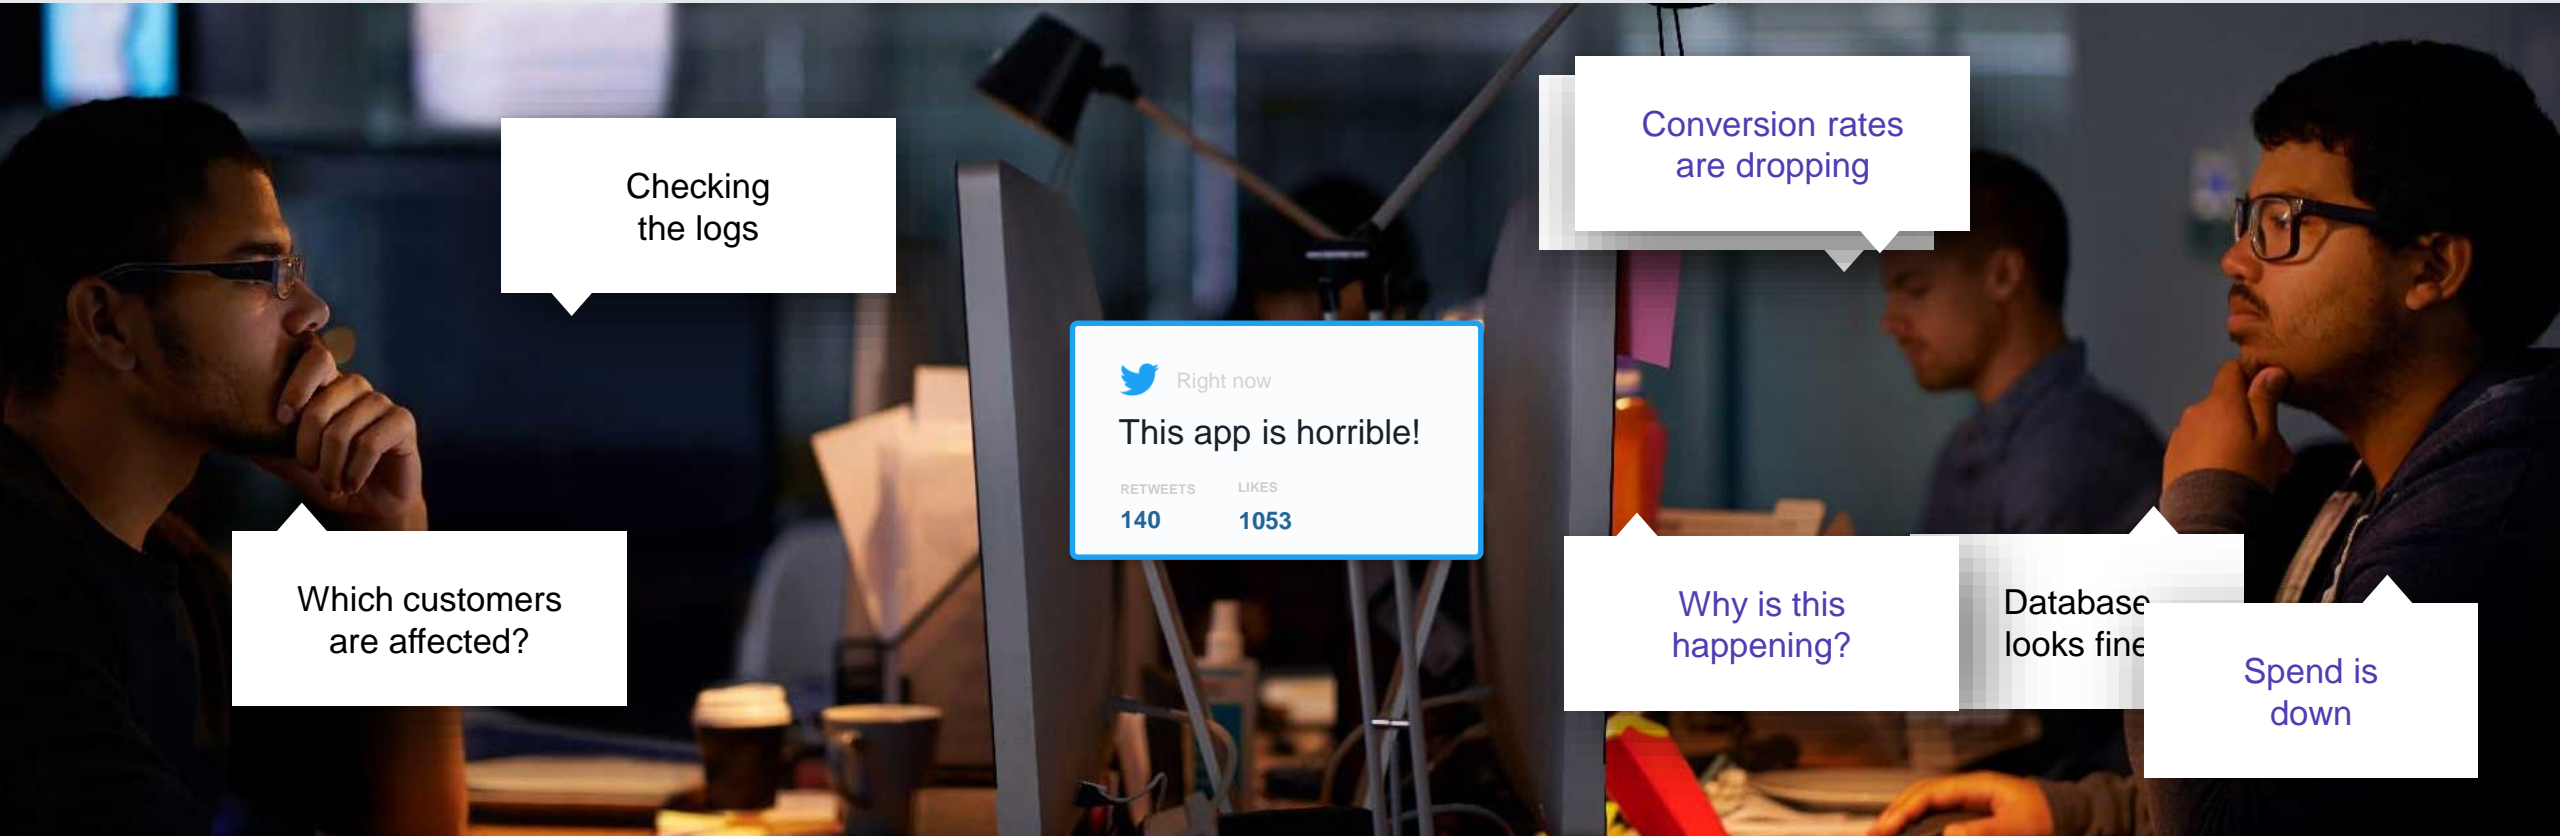 Checking
the logs
Which customers
are affected?
Right now
This app is horrible!
RETWEETS LIKES
140 1053
Conversion rates
are dropping
Why is this
happening?
Database
looks fine
Spend is
down